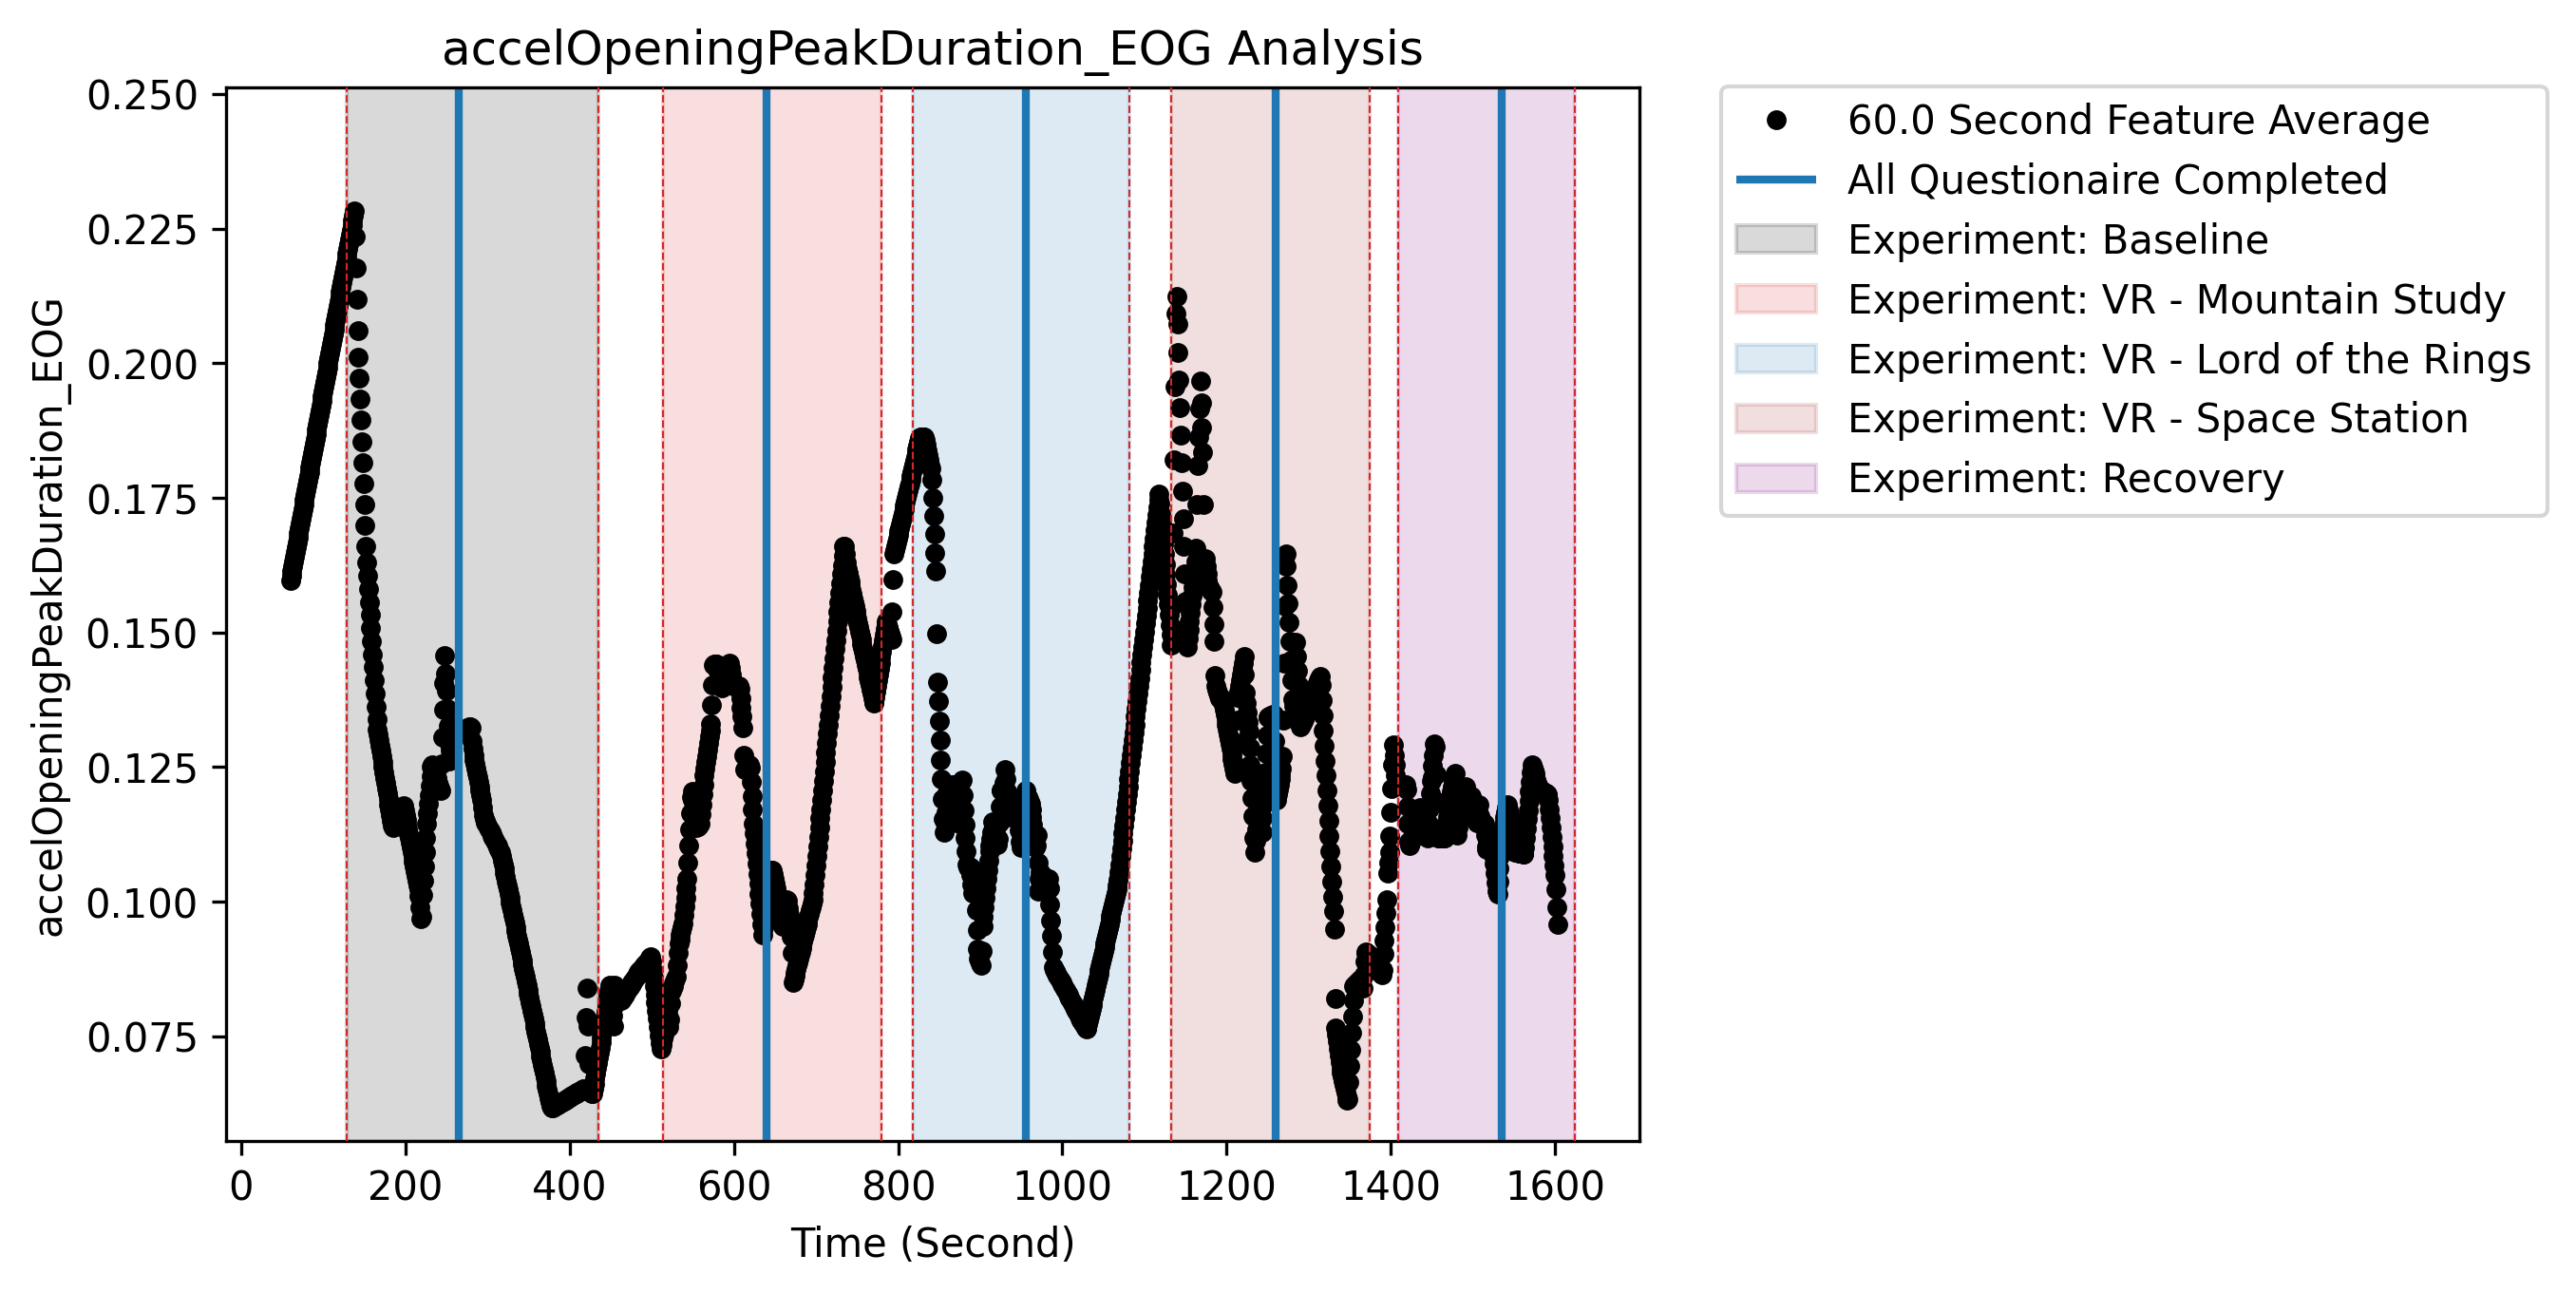 accelOpeningPeakDuration_EOG Analysis
accelOpeningPeakDuration_EOG
0.250
0.225
0.200
0.175
0.150
0.125
0.100
0.075
0 200 400 600 800 1000 1200 1400 1600
Time (Second)
60.0 Second Feature Average
All Questionaire Completed
Experiment: Baseline
Experiment: VR - Mountain Study
Experiment: VR - Lord of the Rings
Experiment: VR - Space Station
Experiment: Recovery